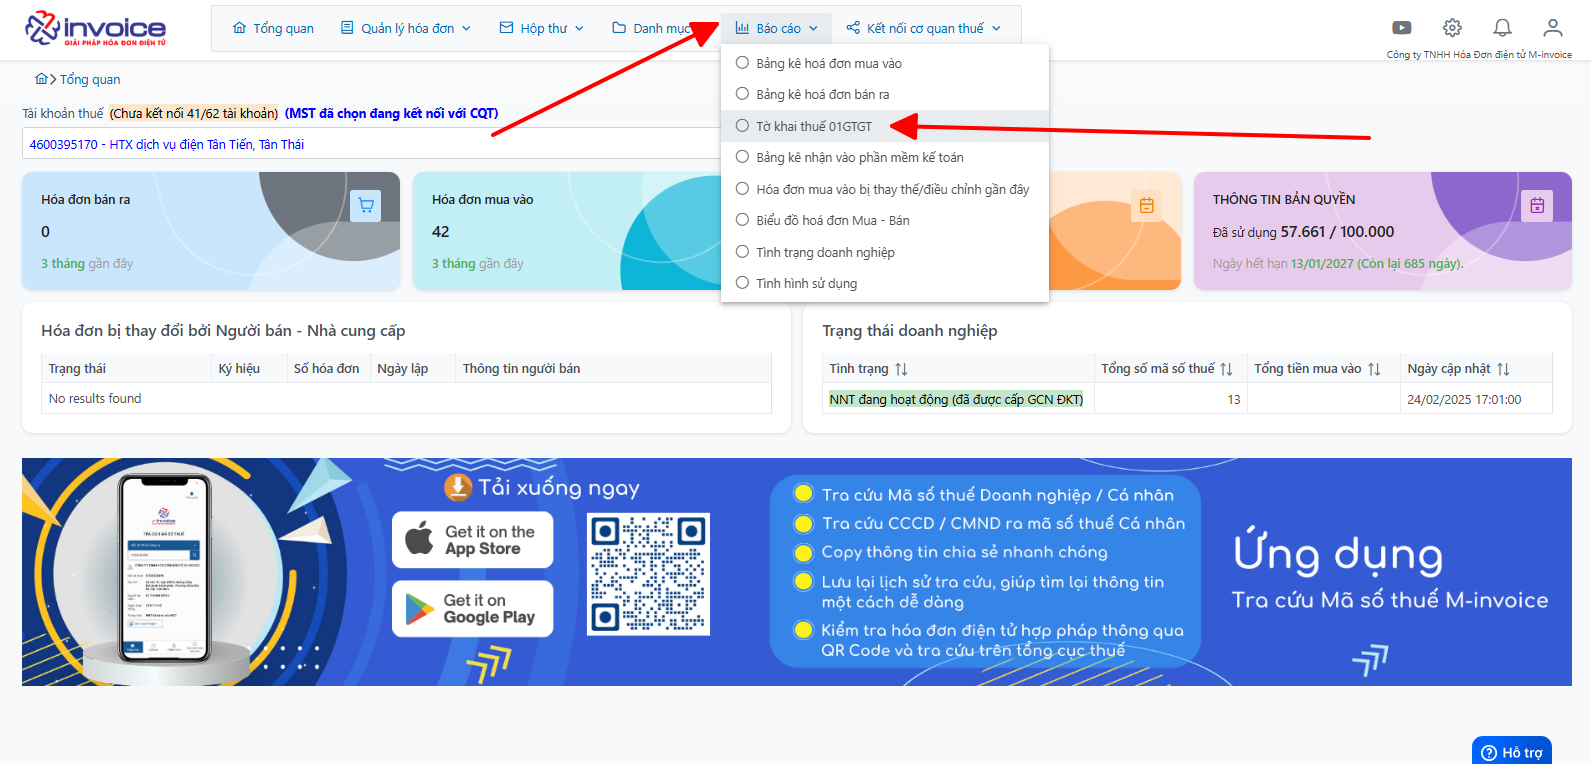 invoice
GIẢI PHÁP HÓA ĐƠN ĐIỆN TỬ
Tổng quan
Quản lý hóa đơn
Hộp thư
Danh mục
Báo cáo
Kết nối cơ quan thuế
Công ty TNHH Hóa Đơn điện tử M-invoice
Tổng quan
Tài khoản thuế (Chưa kết nối 41/62 tài khoản) (MST đã chọn đang kết nối với CQT)
4600395170 - HTX dịch vụ điện Tân Tiến, Tân Thái
Bảng kê hoá đơn mua vào
Bảng kê hoá đơn bán ra
Tờ khai thuế 01GTGT
Bảng kê nhận vào phần mềm kế toán
Hóa đơn mua vào bị thay thế/điều chỉnh gần đây
Biểu đồ hoá đơn Mua - Bán
Tình trạng doanh nghiệp
Tình hình sử dụng
Hóa đơn bán ra
0
3 tháng gần đây
Hóa đơn mua vào
42
3 tháng gần đây
THÔNG TIN BẢN QUYỀN
Đã sử dụng 57.661 / 100.000
Ngày hết hạn 13/01/2027 (Còn lại 685 ngày).
Hóa đơn bị thay đổi bởi Người bán - Nhà cung cấp
Trạng thái Ký hiệu Số hóa đơn Ngày lập Thông tin người bán
No results found
Trạng thái doanh nghiệp
Tình trạng Tổng số mã số thuế Tổng tiền mua vào Ngày cập nhật
NNT đang hoạt động (đã được cấp GCN ĐKT) 13 24/02/2025 17:01:00
TRA CỨU MÃ SỐ THUẾ
Tải xuống ngay
Get it on the
App Store
Get it on
Google Play
Tra cứu Mã số thuế Doanh nghiệp / Cá nhân
Tra cứu CCCD / CMND ra mã số thuế Cá nhân
Copy thông tin chia sẻ nhanh chóng
Lưu lại lịch sử tra cứu, giúp tìm lại thông tin
một cách dễ dàng
Kiểm tra hóa đơn điện tử hợp pháp thông qua
QR Code và tra cứu trên tổng cục thuế
Ứng dụng
Tra cứu Mã số thuế M-invoice
Hỗ trợ